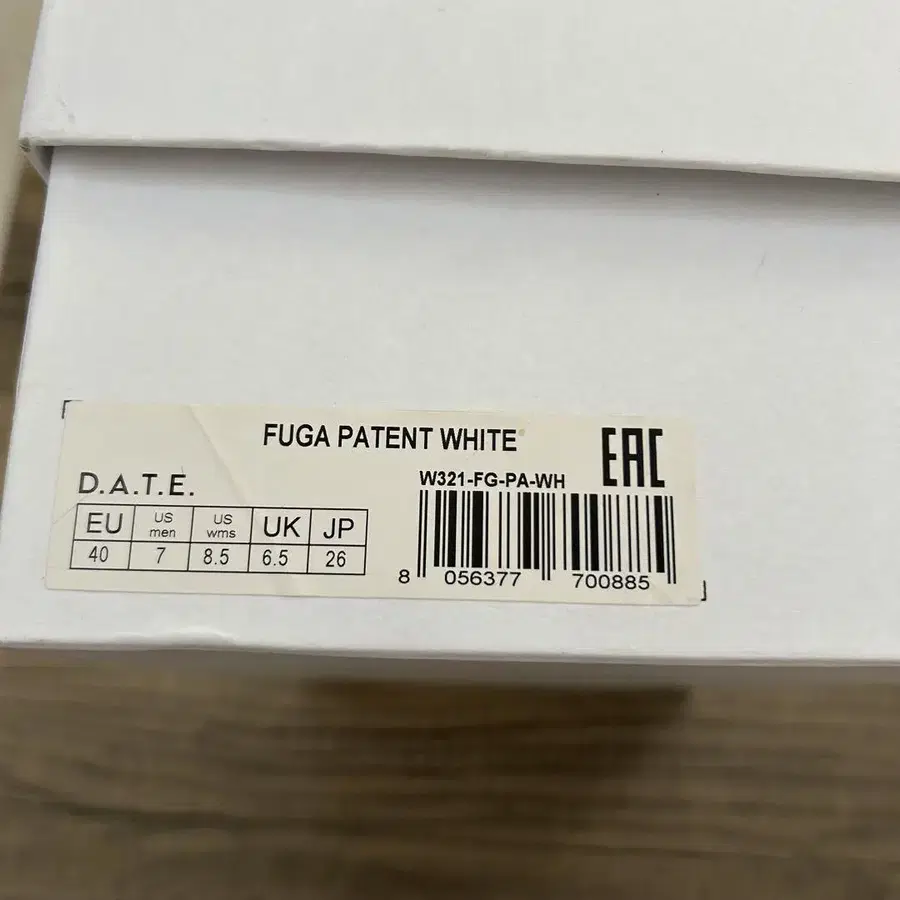 FUGA PATENT WHITE
EAC
D.A.T.E.
W321-FG-PA-WH
EU US men US wms UK JP
40 7 8.5 6.5 26
8 056377 700885